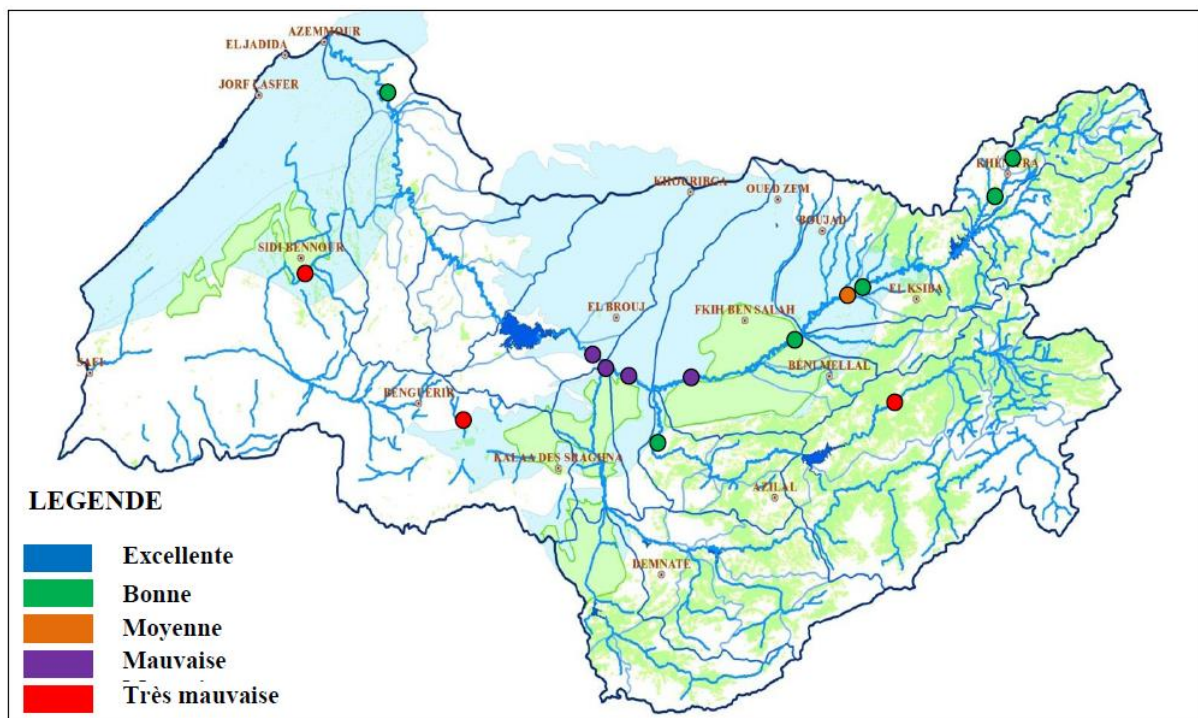 AZEMMOUR
EL JADIDA
JORF LASFER
KHENIFRA
KHOURIBGA
OUED ZEM
BOUJAD
SIDI BENNOUR
EL KSIBA
EL BROUJ
FKIH BEN SALAH
SAFI
BENI MELLAL
BENGUERIR
KALAA DES SRAGHNA
AZILAL
DEMNATE
LEGENDE
Excellente
Bonne
Moyenne
Mauvaise
Très mauvaise